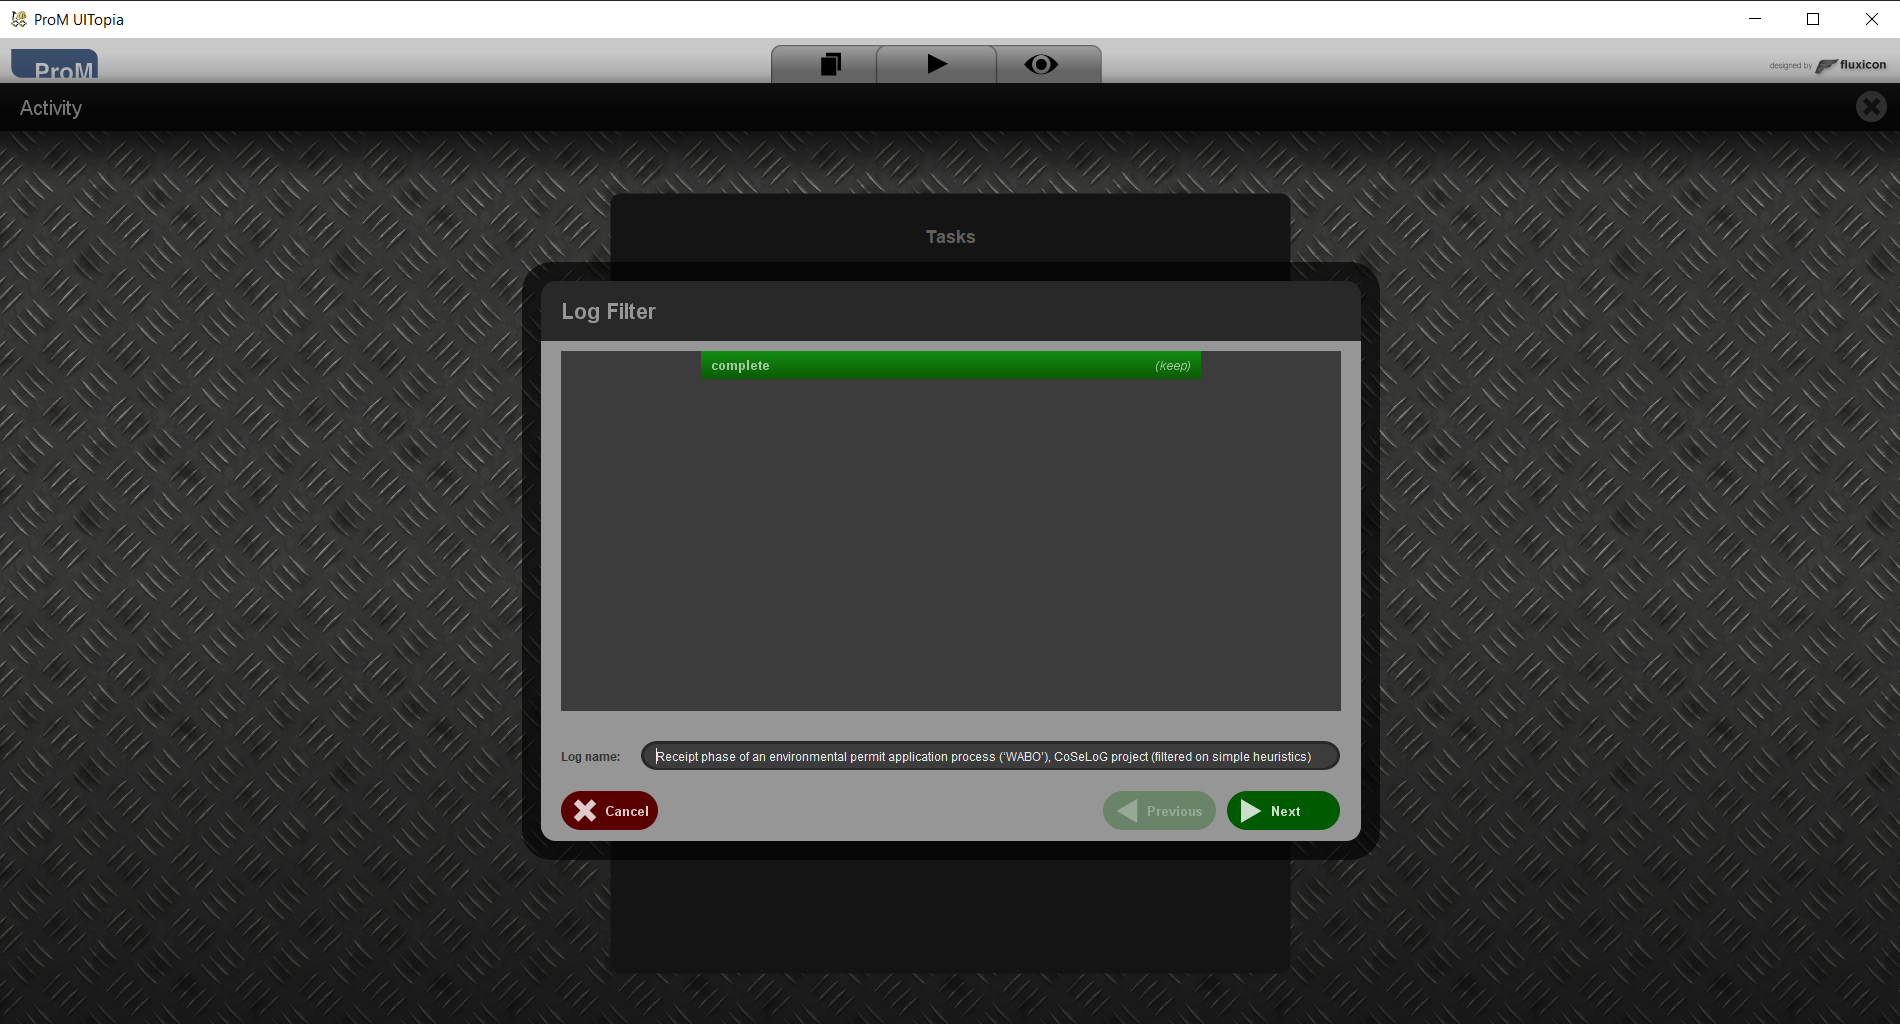 ProM UITopia
ProM
designed by fluxicon
Activity
Tasks
Log Filter
complete (keep)
Log name: Receipt phase of an environmental permit application process (‘WABO’), CoSeLoG project (filtered on simple heuristics)
Cancel Previous Next